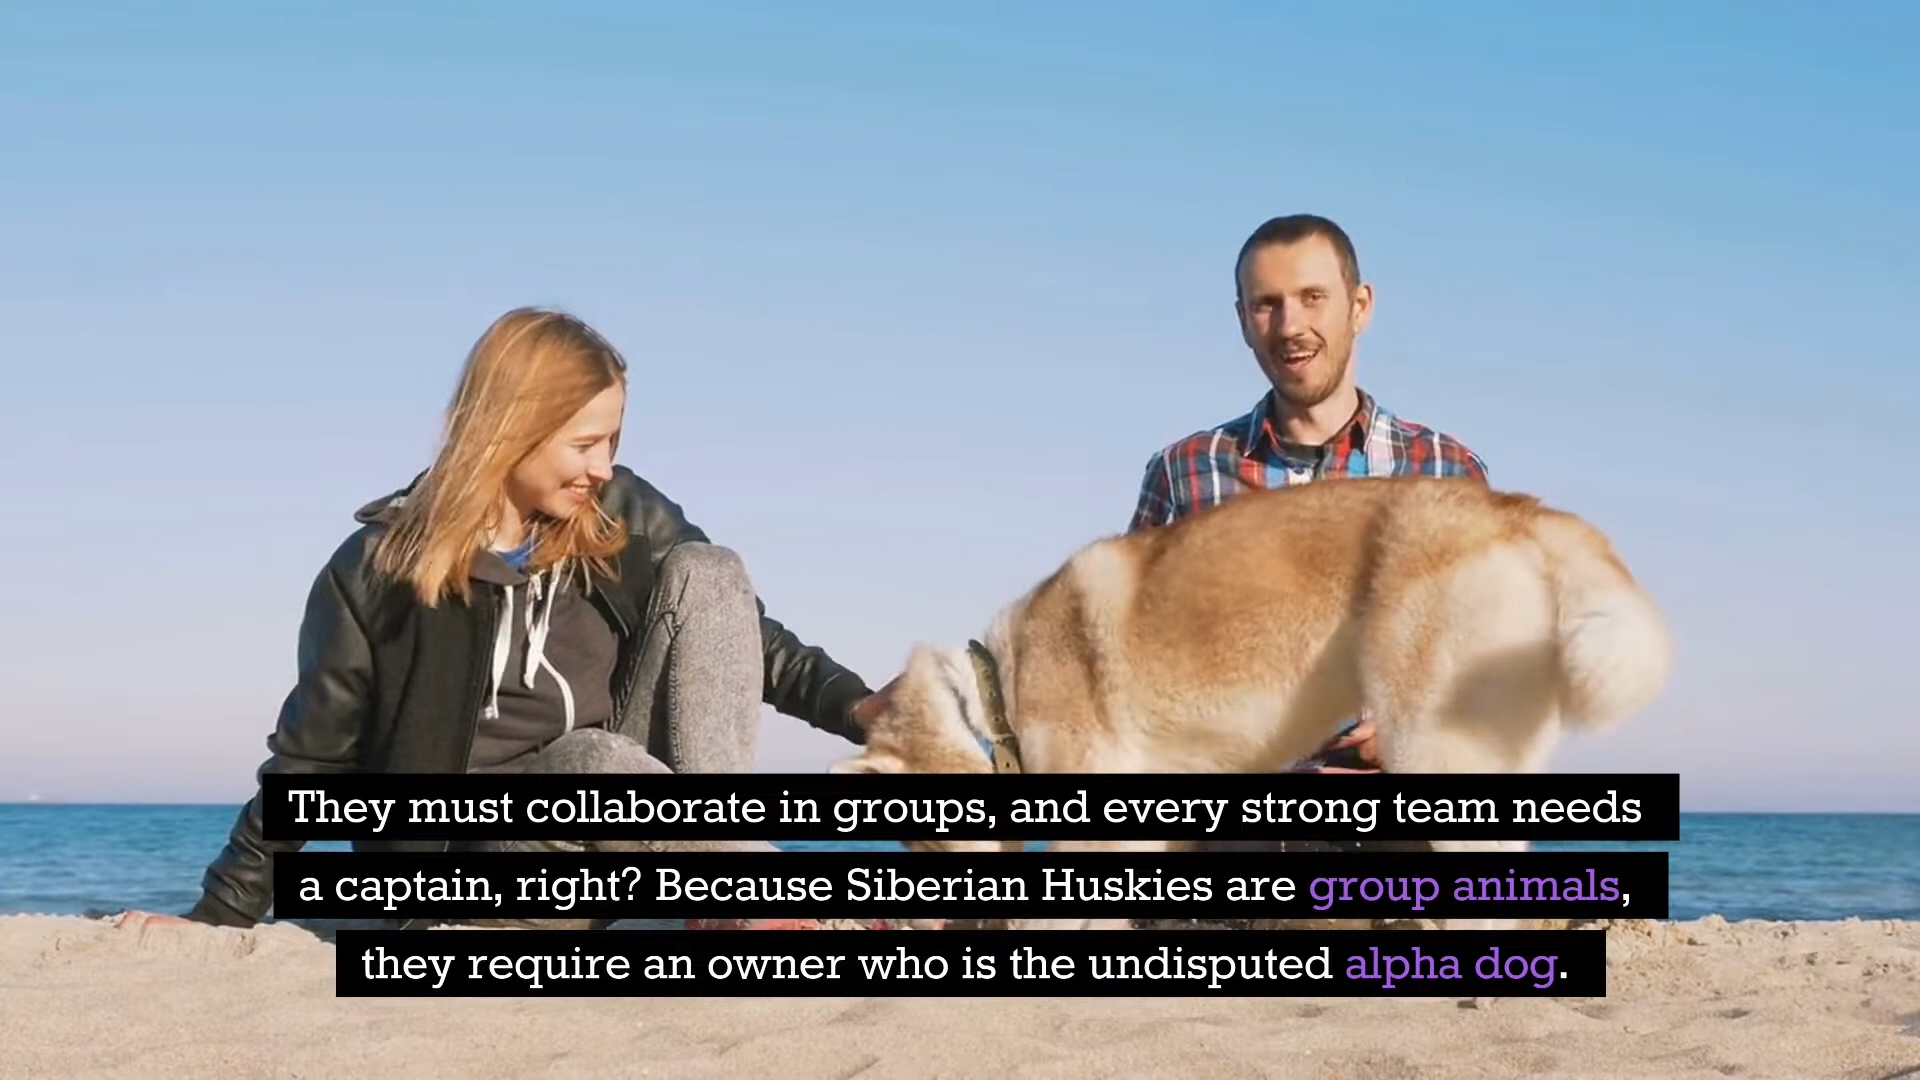 They must collaborate in groups, and every strong team needs
a captain, right? Because Siberian Huskies are group animals,
they require an owner who is the undisputed alpha dog.